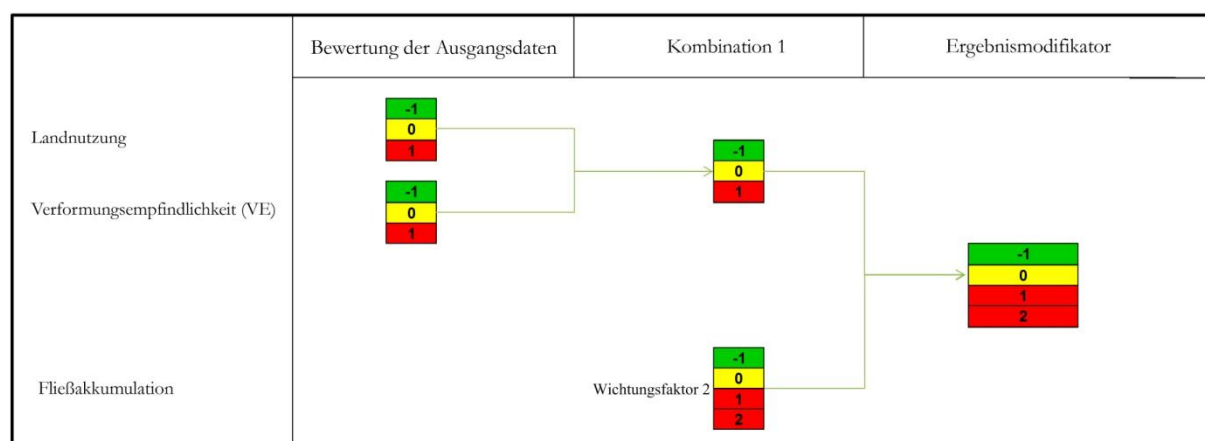 Bewertung der Ausgangsdaten
Kombination 1
Ergebnismodifikator
Landnutzung
-1
0
1
Verformungsempfindlichkeit (VE)
-1
0
1
-1
0
1
-1
0
1
2
Fließakkumulation
Wichtungsfaktor 2
-1
0
1
2